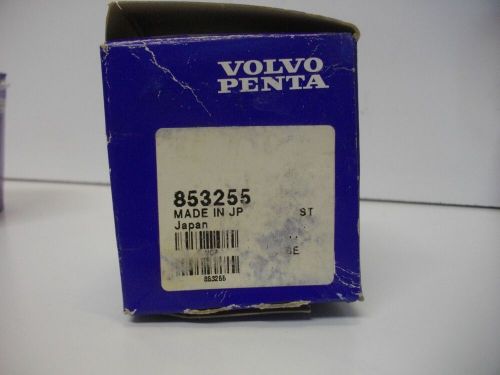 VOLVO
PENTA
853255
MADE IN JP ST
Japan
853255